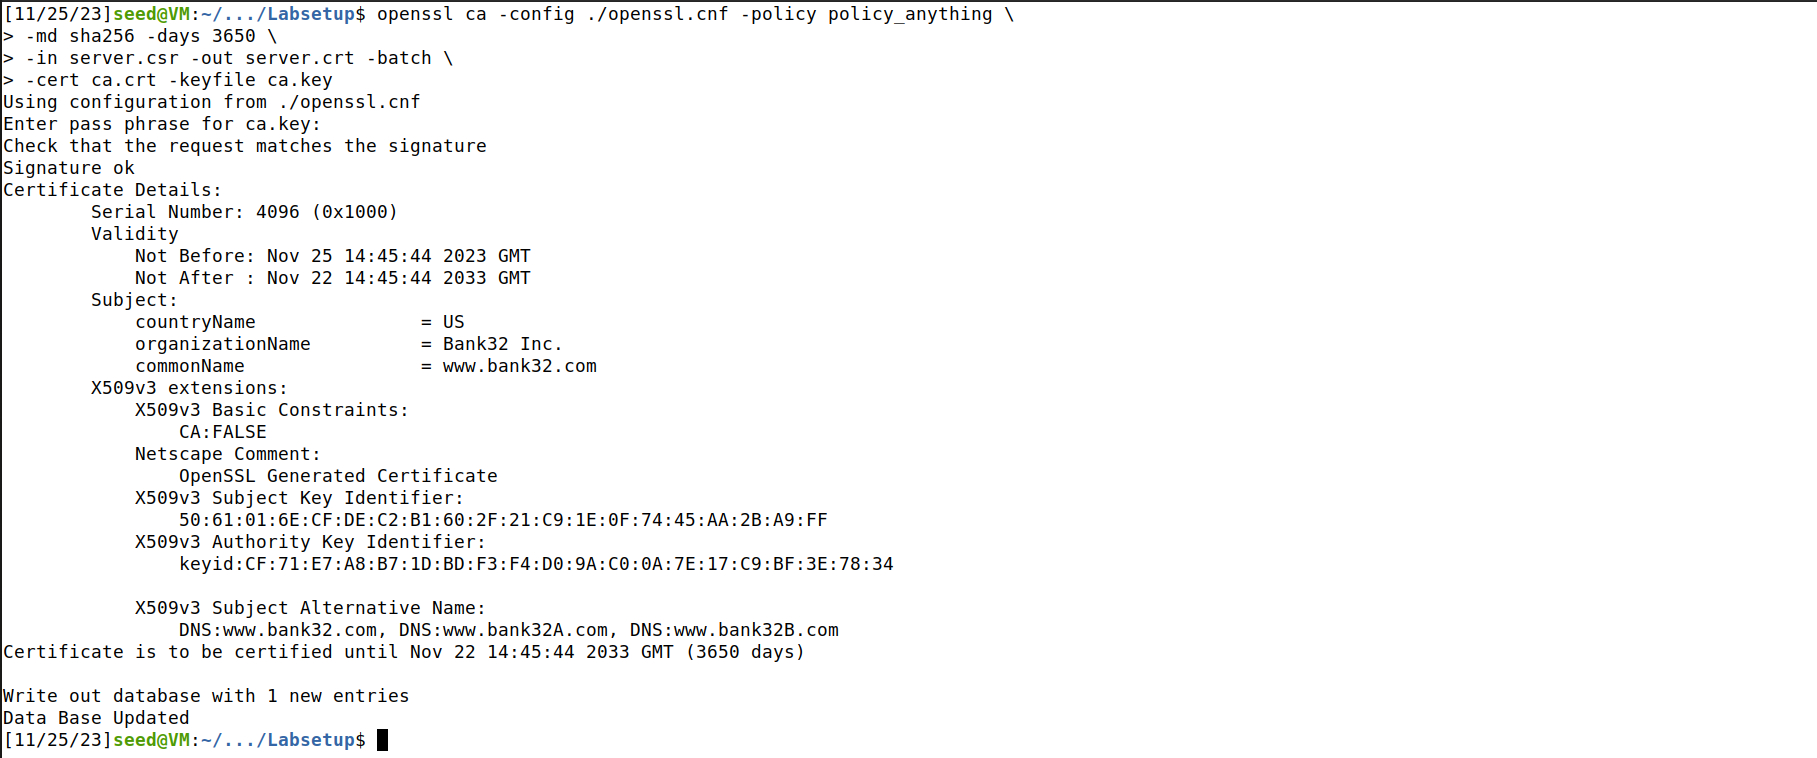 [11/25/23]seed@VM:~/.../Labsetup$ openssl ca -config ./openssl.cnf -policy policy_anything \
> -md sha256 -days 3650 \
> -in server.csr -out server.crt -batch \
> -cert ca.crt -keyfile ca.key
Using configuration from ./openssl.cnf
Enter pass phrase for ca.key:
Check that the request matches the signature
Signature ok
Certificate Details:
        Serial Number: 4096 (0x1000)
        Validity
            Not Before: Nov 25 14:45:44 2023 GMT
            Not After : Nov 22 14:45:44 2033 GMT
        Subject:
            countryName               = US
            organizationName          = Bank32 Inc.
            commonName                = www.bank32.com
        X509v3 extensions:
            X509v3 Basic Constraints:
                CA:FALSE
            Netscape Comment:
                OpenSSL Generated Certificate
            X509v3 Subject Key Identifier:
                50:61:01:6E:CF:DE:C2:B1:60:2F:21:C9:1E:0F:74:45:AA:2B:A9:FF
            X509v3 Authority Key Identifier:
                keyid:CF:71:E7:A8:B7:1D:BD:F3:F4:D0:9A:C0:0A:7E:17:C9:BF:3E:78:34

            X509v3 Subject Alternative Name:
                DNS:www.bank32.com, DNS:www.bank32A.com, DNS:www.bank32B.com
Certificate is to be certified until Nov 22 14:45:44 2033 GMT (3650 days)

Write out database with 1 new entries
Data Base Updated
[11/25/23]seed@VM:~/.../Labsetup$